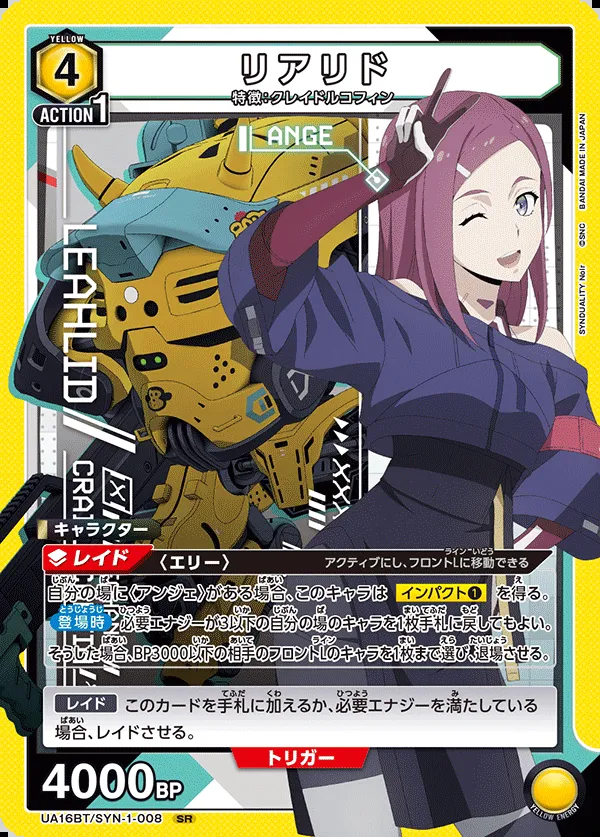 YELLOW
4
ACTION 1
リアリド
特徴:クレイドルコフィン
ANGE
LEAHLID
CRA
キャラクター
レイド 〈エリー〉 アクティブにし、フロントLに移動できる
自分の場に〈アンジェ〉がある場合、このキャラは インパクト❶ を得る。
登場時 必要エナジーが3以下の自分の場のキャラを1枚手札に戻してもよい。
そうした場合、BP3000以下の相手のフロントLのキャラを1枚まで選び、退場させる。
レイド このカードを手札に加えるか、必要エナジーを満たしている
場合、レイドさせる。
トリガー
4000BP
UA16BT/SYN-1-008 SR
YELLOW ENERGY
SYNDUALITY Noir ©SNC BANDAI MADE IN JAPAN